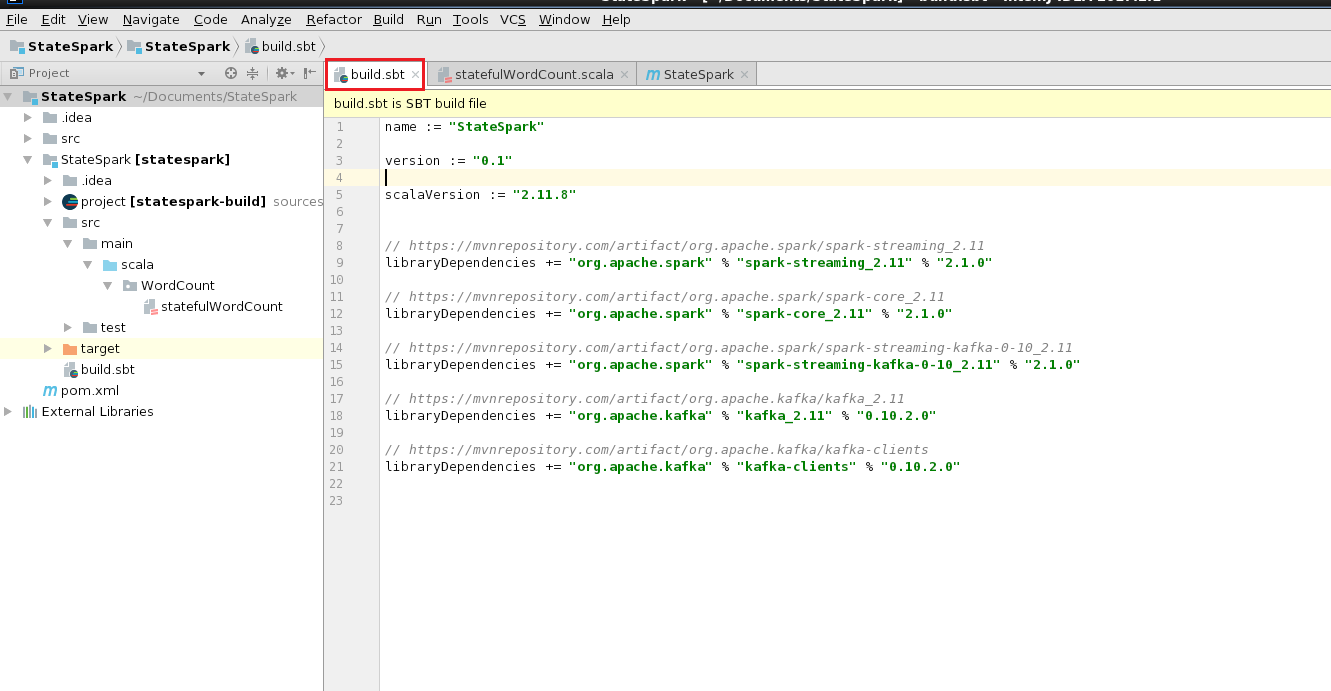 File Edit View Navigate Code Analyze Refactor Build Run Tools VCS Window Help
StateSpark StateSpark build.sbt
Project
build.sbt statefulWordCount.scala m StateSpark
StateSpark ~/Documents/StateSpark
.idea
src
StateSpark [statespark]
.idea
project [statespark-build] sources
src
main
scala
WordCount
statefulWordCount
test
target
build.sbt
m pom.xml
External Libraries
build.sbt is SBT build file
1 name := "StateSpark"
2
3 version := "0.1"
4
5 scalaVersion := "2.11.8"
6
7
8 // https://mvnrepository.com/artifact/org.apache.spark/spark-streaming_2.11
9 libraryDependencies += "org.apache.spark" % "spark-streaming_2.11" % "2.1.0"
10
11 // https://mvnrepository.com/artifact/org.apache.spark/spark-core_2.11
12 libraryDependencies += "org.apache.spark" % "spark-core_2.11" % "2.1.0"
13
14 // https://mvnrepository.com/artifact/org.apache.spark/spark-streaming-kafka-0-10_2.11
15 libraryDependencies += "org.apache.spark" % "spark-streaming-kafka-0-10_2.11" % "2.1.0"
16
17 // https://mvnrepository.com/artifact/org.apache.kafka/kafka_2.11
18 libraryDependencies += "org.apache.kafka" % "kafka_2.11" % "0.10.2.0"
19
20 // https://mvnrepository.com/artifact/org.apache.kafka/kafka-clients
21 libraryDependencies += "org.apache.kafka" % "kafka-clients" % "0.10.2.0"
22
23